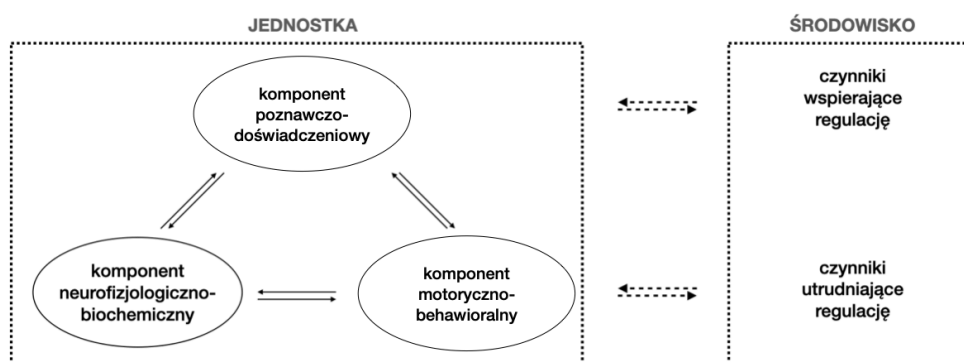 JEDNOSTKA
komponent
poznawczo-
doświadczeniowy
komponent
neurofizjologiczno-
biochemiczny
komponent
motoryczno-
behawioralny
ŚRODOWISKO
czynniki
wspierające
regulację
czynniki
utrudniające
regulację